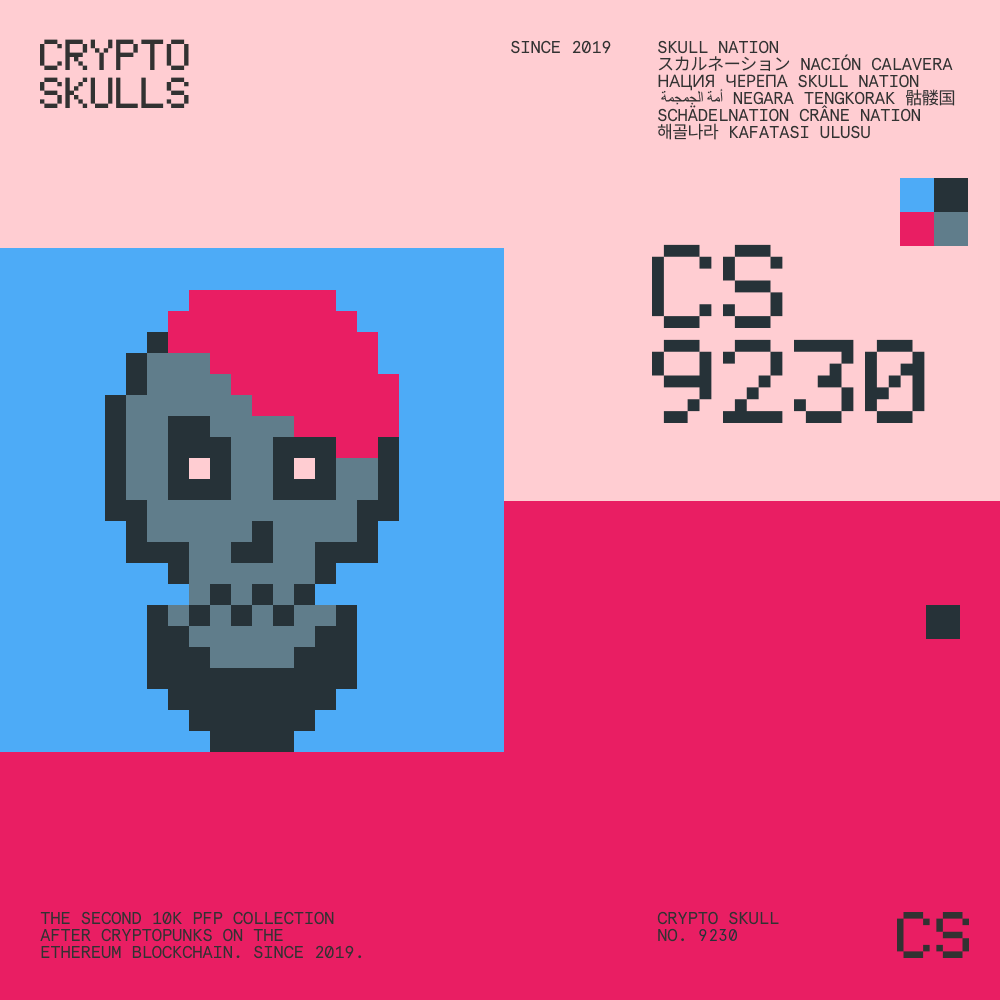 CRYPTO
SKULLS
SINCE 2019
SKULL NATION
スカルネーション NACIÓN CALAVERA
НАЦИЯ ЧЕРЕПА SKULL NATION
أمة الجمجمة NEGARA TENGKORAK 骷髅国
SCHÄDELNATION CRÂNE NATION
해골나라 KAFATASI ULUSU
CS
9230
THE SECOND 10K PFP COLLECTION
AFTER CRYPTOPUNKS ON THE
ETHEREUM BLOCKCHAIN. SINCE 2019.
CRYPTO SKULL
NO. 9230
CS